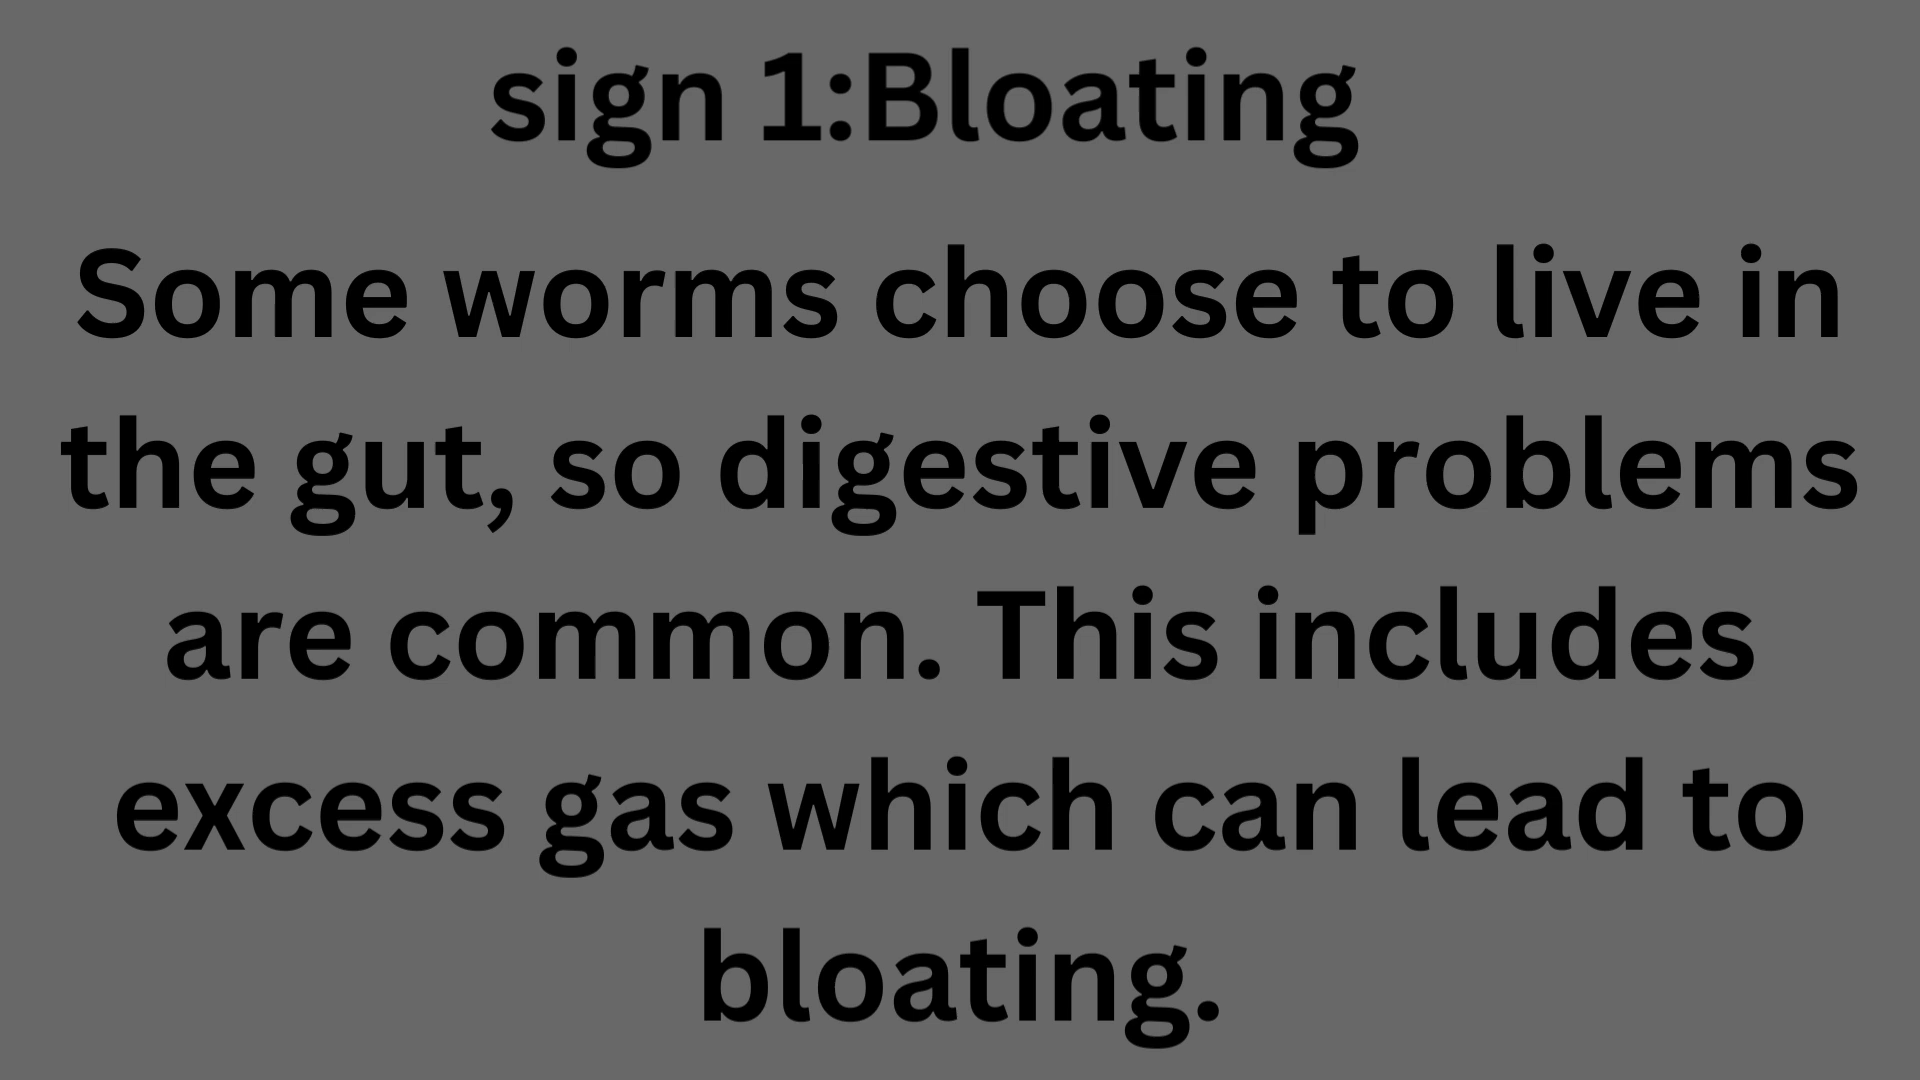 sign 1:Bloating
Some worms choose to live in
the gut, so digestive problems
are common. This includes
excess gas which can lead to
bloating.